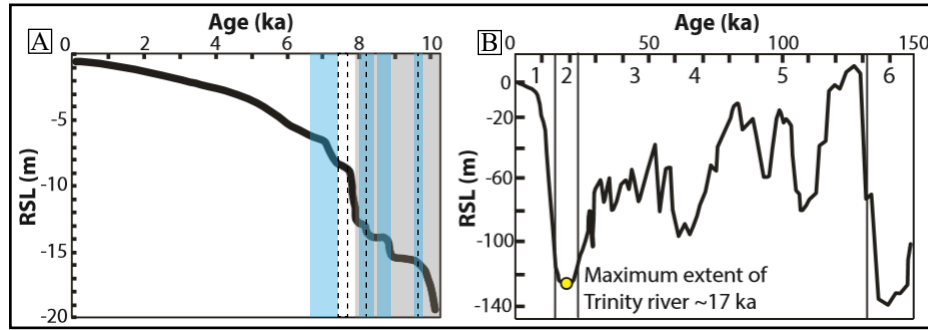 A
Age (ka)
0 2 4 6 8 10
RSL (m)
-5
-10
-15
-20
B
Age (ka)
0 50 100 150
1 2 3 4 5 6
RSL (m)
0
-20
-60
-100
-140
Maximum extent of
Trinity river ~17 ka